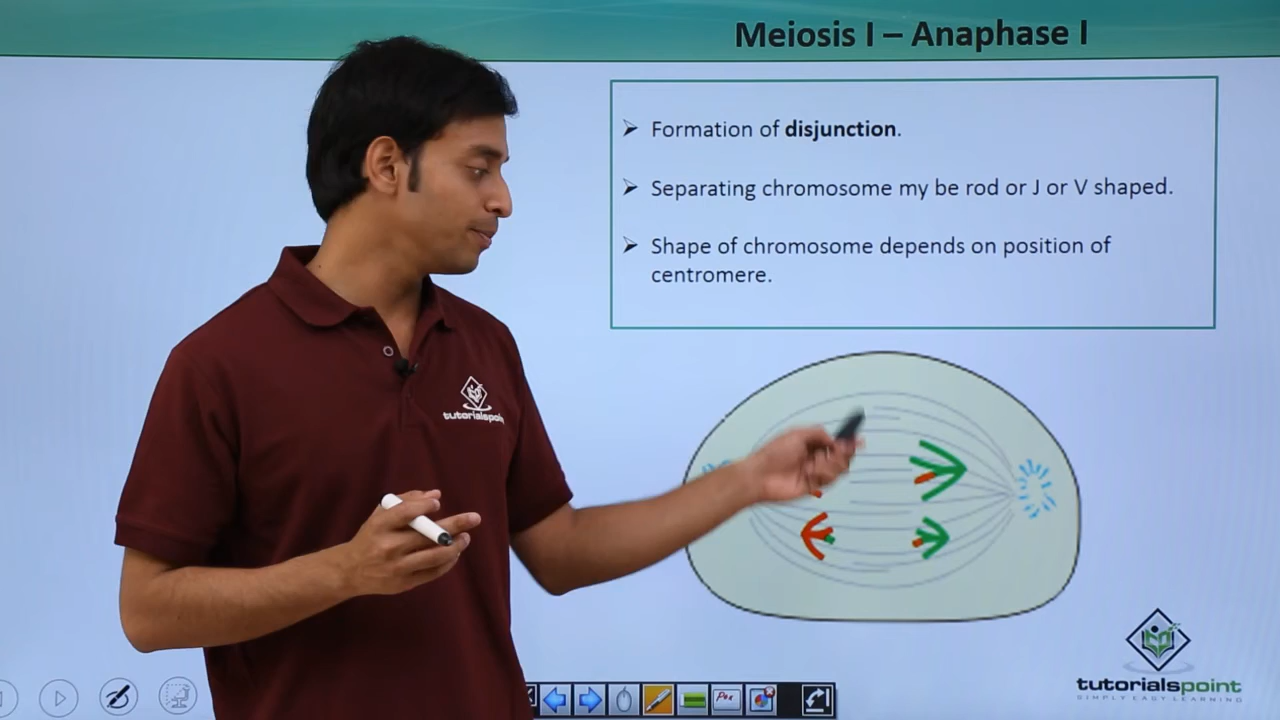 Meiosis I – Anaphase I
Formation of disjunction.
Separating chromosome my be rod or J or V shaped.
Shape of chromosome depends on position of
centromere.
tutorialspoint
Pen
tutorialspoint
SIMPLY EASY LEARNING